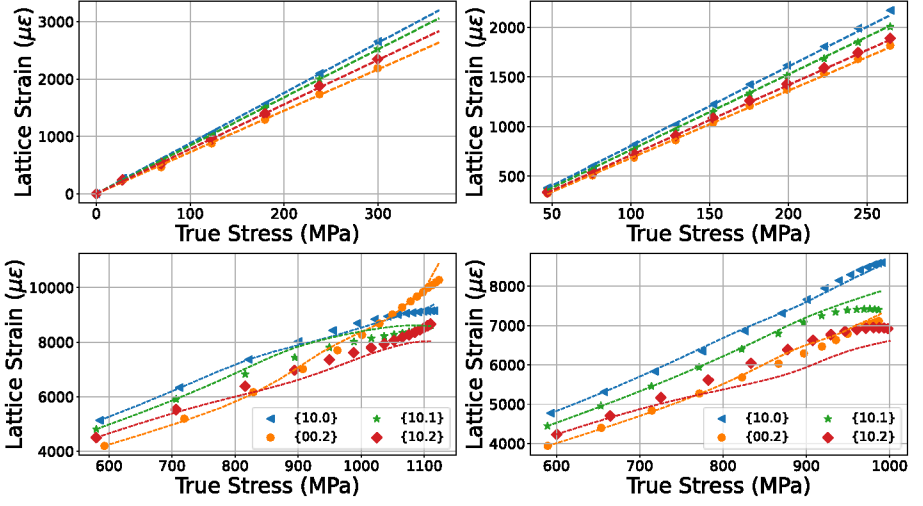 3000
2000
1000
0
Lattice Strain (με)
0 100 200 300
True Stress (MPa)
2000
1500
1000
500
Lattice Strain (με)
50 100 150 200 250
True Stress (MPa)
10000
8000
6000
4000
Lattice Strain (με)
{10.0} {10.1}
{00.2} {10.2}
600 700 800 900 1000 1100
True Stress (MPa)
8000
7000
6000
5000
4000
Lattice Strain (με)
{10.0} {10.1}
{00.2} {10.2}
600 700 800 900 1000
True Stress (MPa)